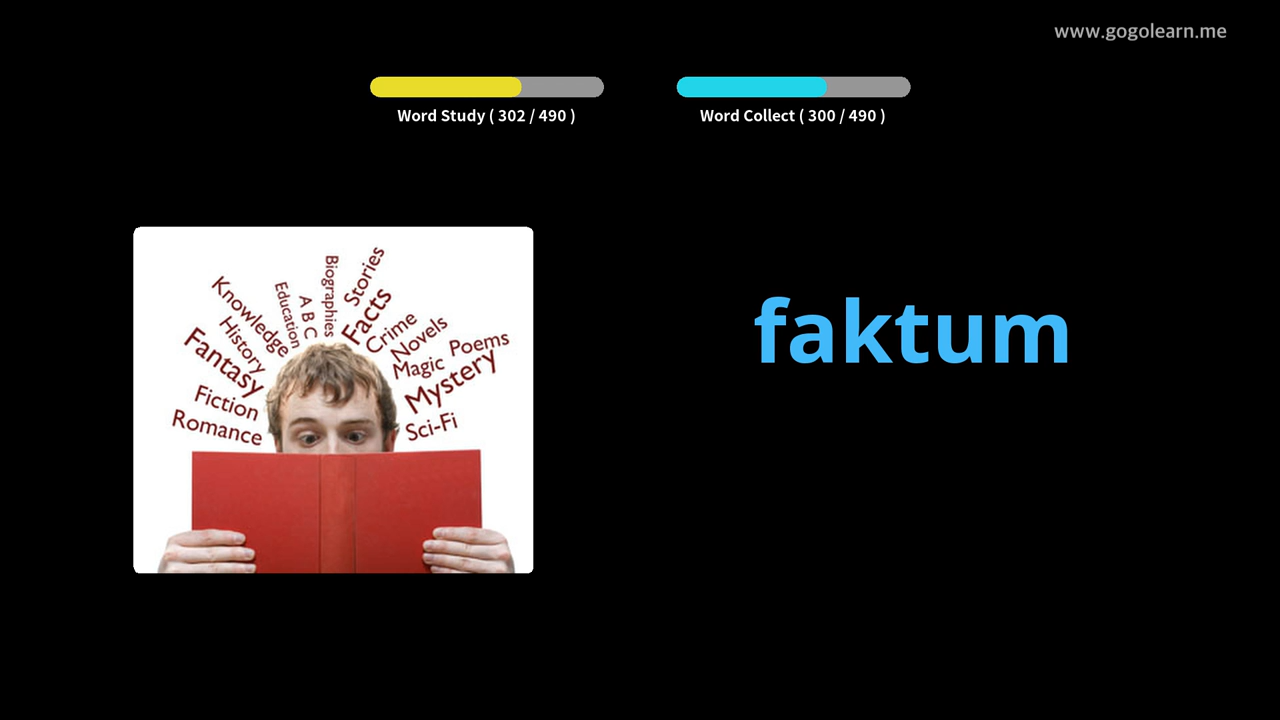 www.gogolearn.me
Word Study ( 302 / 490 )
Word Collect ( 300 / 490 )
faktum
Biographies
Stories
Education
A B C
Facts
Knowledge
History
Crime
Novels
Poems
Fantasy
Magic
Mystery
Fiction
Romance
Sci-Fi